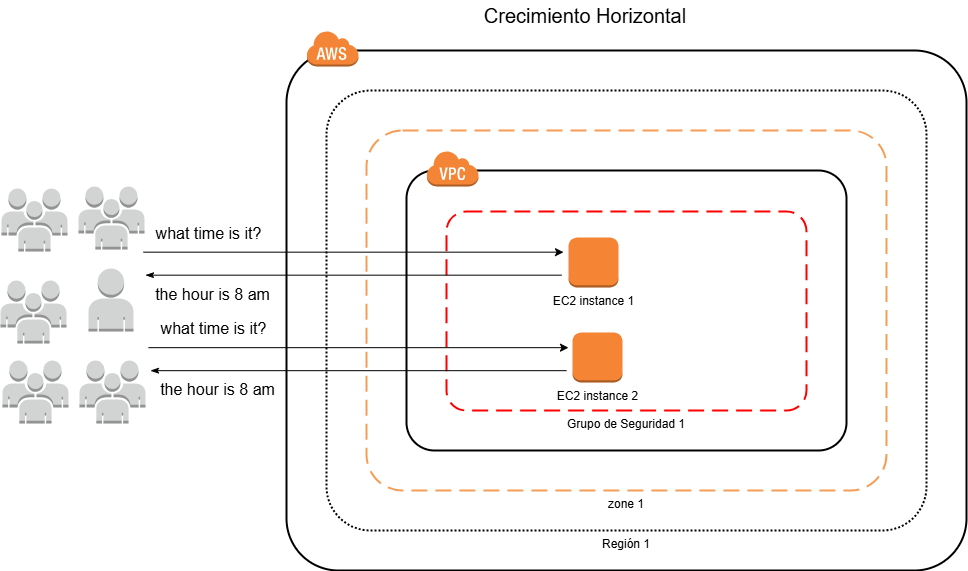 Crecimiento Horizontal
AWS
VPC
what time is it?
the hour is 8 am
EC2 instance 1
what time is it?
the hour is 8 am
EC2 instance 2
Grupo de Seguridad 1
zone 1
Región 1